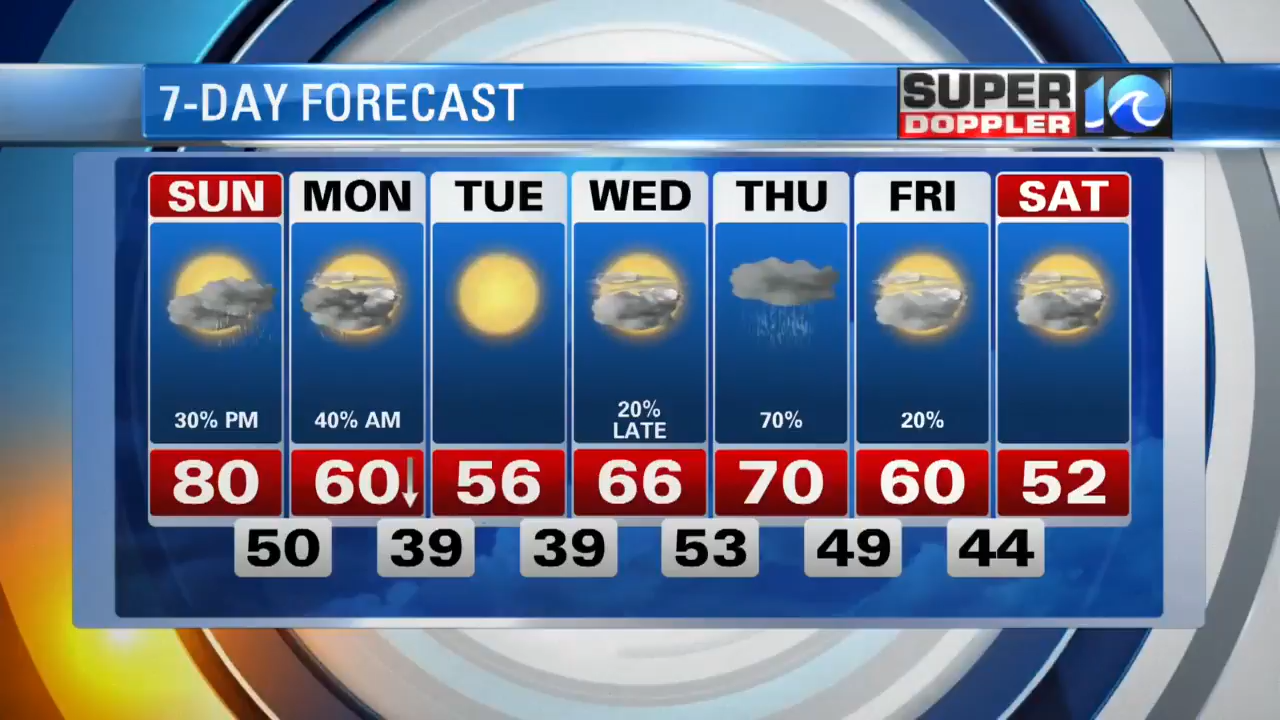 7-DAY FORECAST
SUPER
DOPPLER
10
SUN MON TUE WED THU FRI SAT
30% PM 40% AM 20% LATE 70% 20%
80 60 56 66 70 60 52
50 39 39 53 49 44